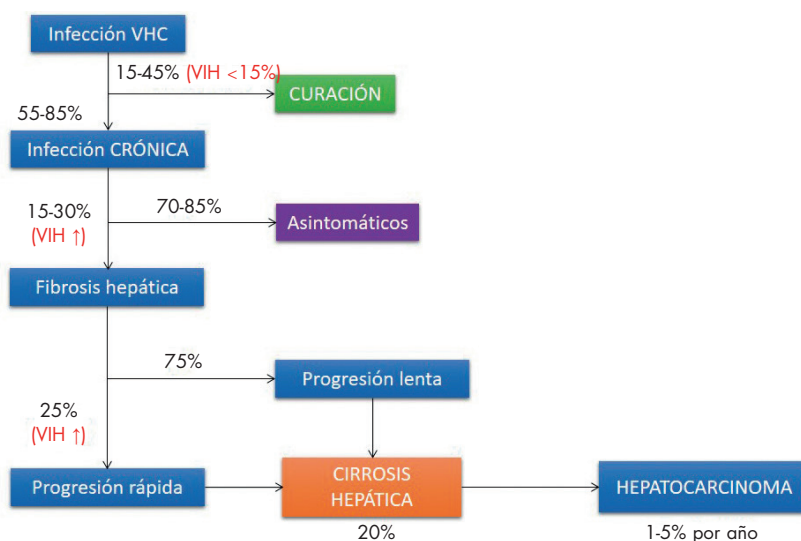 Infección VHC
15-45% (VIH <15%)
CURACIÓN
55-85%
Infección CRÓNICA
15-30%
(VIH ↑)
70-85%
Asintomáticos
Fibrosis hepática
75%
Progresión lenta
25%
(VIH ↑)
Progresión rápida
CIRROSIS
HEPÁTICA
HEPATOCARCINOMA
20%
1-5% por año